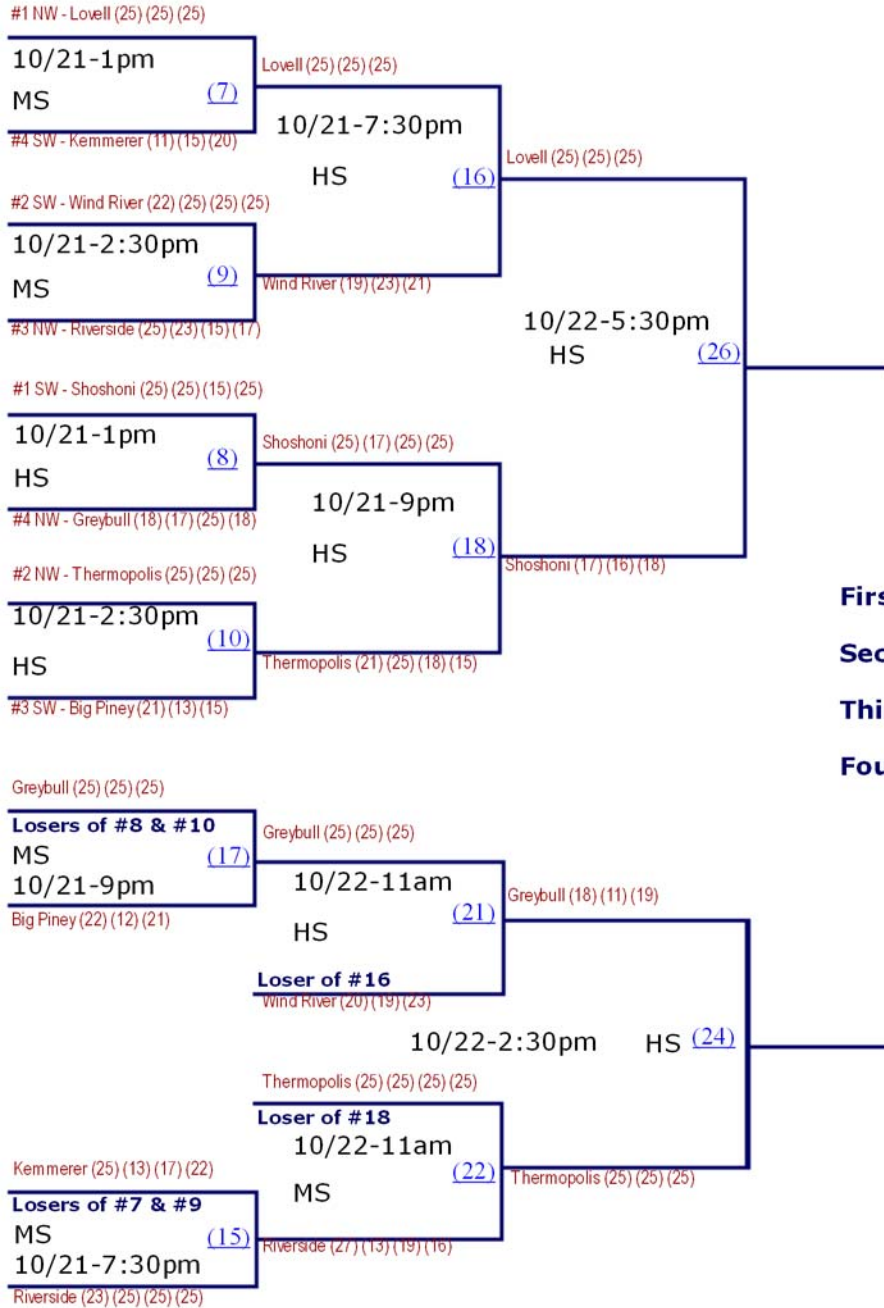 #1 NW - Lovell (25) (25) (25)
10/21-1pm
MS
(7)
#4 SW - Kemmerer (11) (15) (20)
Lovell (25) (25) (25)
10/21-7:30pm
HS
(16)
#2 SW - Wind River (22) (25) (25) (25)
10/21-2:30pm
MS
(9)
#3 NW - Riverside (25) (23) (15) (17)
Wind River (19) (23) (21)
Lovell (25) (25) (25)
10/22-5:30pm
HS
(26)
#1 SW - Shoshoni (25) (25) (15) (25)
10/21-1pm
HS
(8)
#4 NW - Greybull (18) (17) (25) (18)
Shoshoni (25) (17) (25) (25)
10/21-9pm
HS
(18)
Shoshoni (17) (16) (18)
#2 NW - Thermopolis (25) (25) (25)
10/21-2:30pm
HS
(10)
#3 SW - Big Piney (21) (13) (15)
Thermopolis (21) (25) (18) (15)
Firs
Sec
Thi
Fou
Greybull (25) (25) (25)
Losers of #8 & #10
MS
(17)
10/21-9pm
Big Piney (22) (12) (21)
Greybull (25) (25) (25)
10/22-11am
HS
(21)
Loser of #16
Wind River (20) (19) (23)
Greybull (18) (11) (19)
10/22-2:30pm HS (24)
Thermopolis (25) (25) (25) (25)
Loser of #18
10/22-11am
MS
(22)
Thermopolis (25) (25) (25)
Kemmerer (25) (13) (17) (22)
Losers of #7 & #9
MS
(15)
10/21-7:30pm
Riverside (23) (25) (25) (25)
Riverside (27) (13) (19) (16)